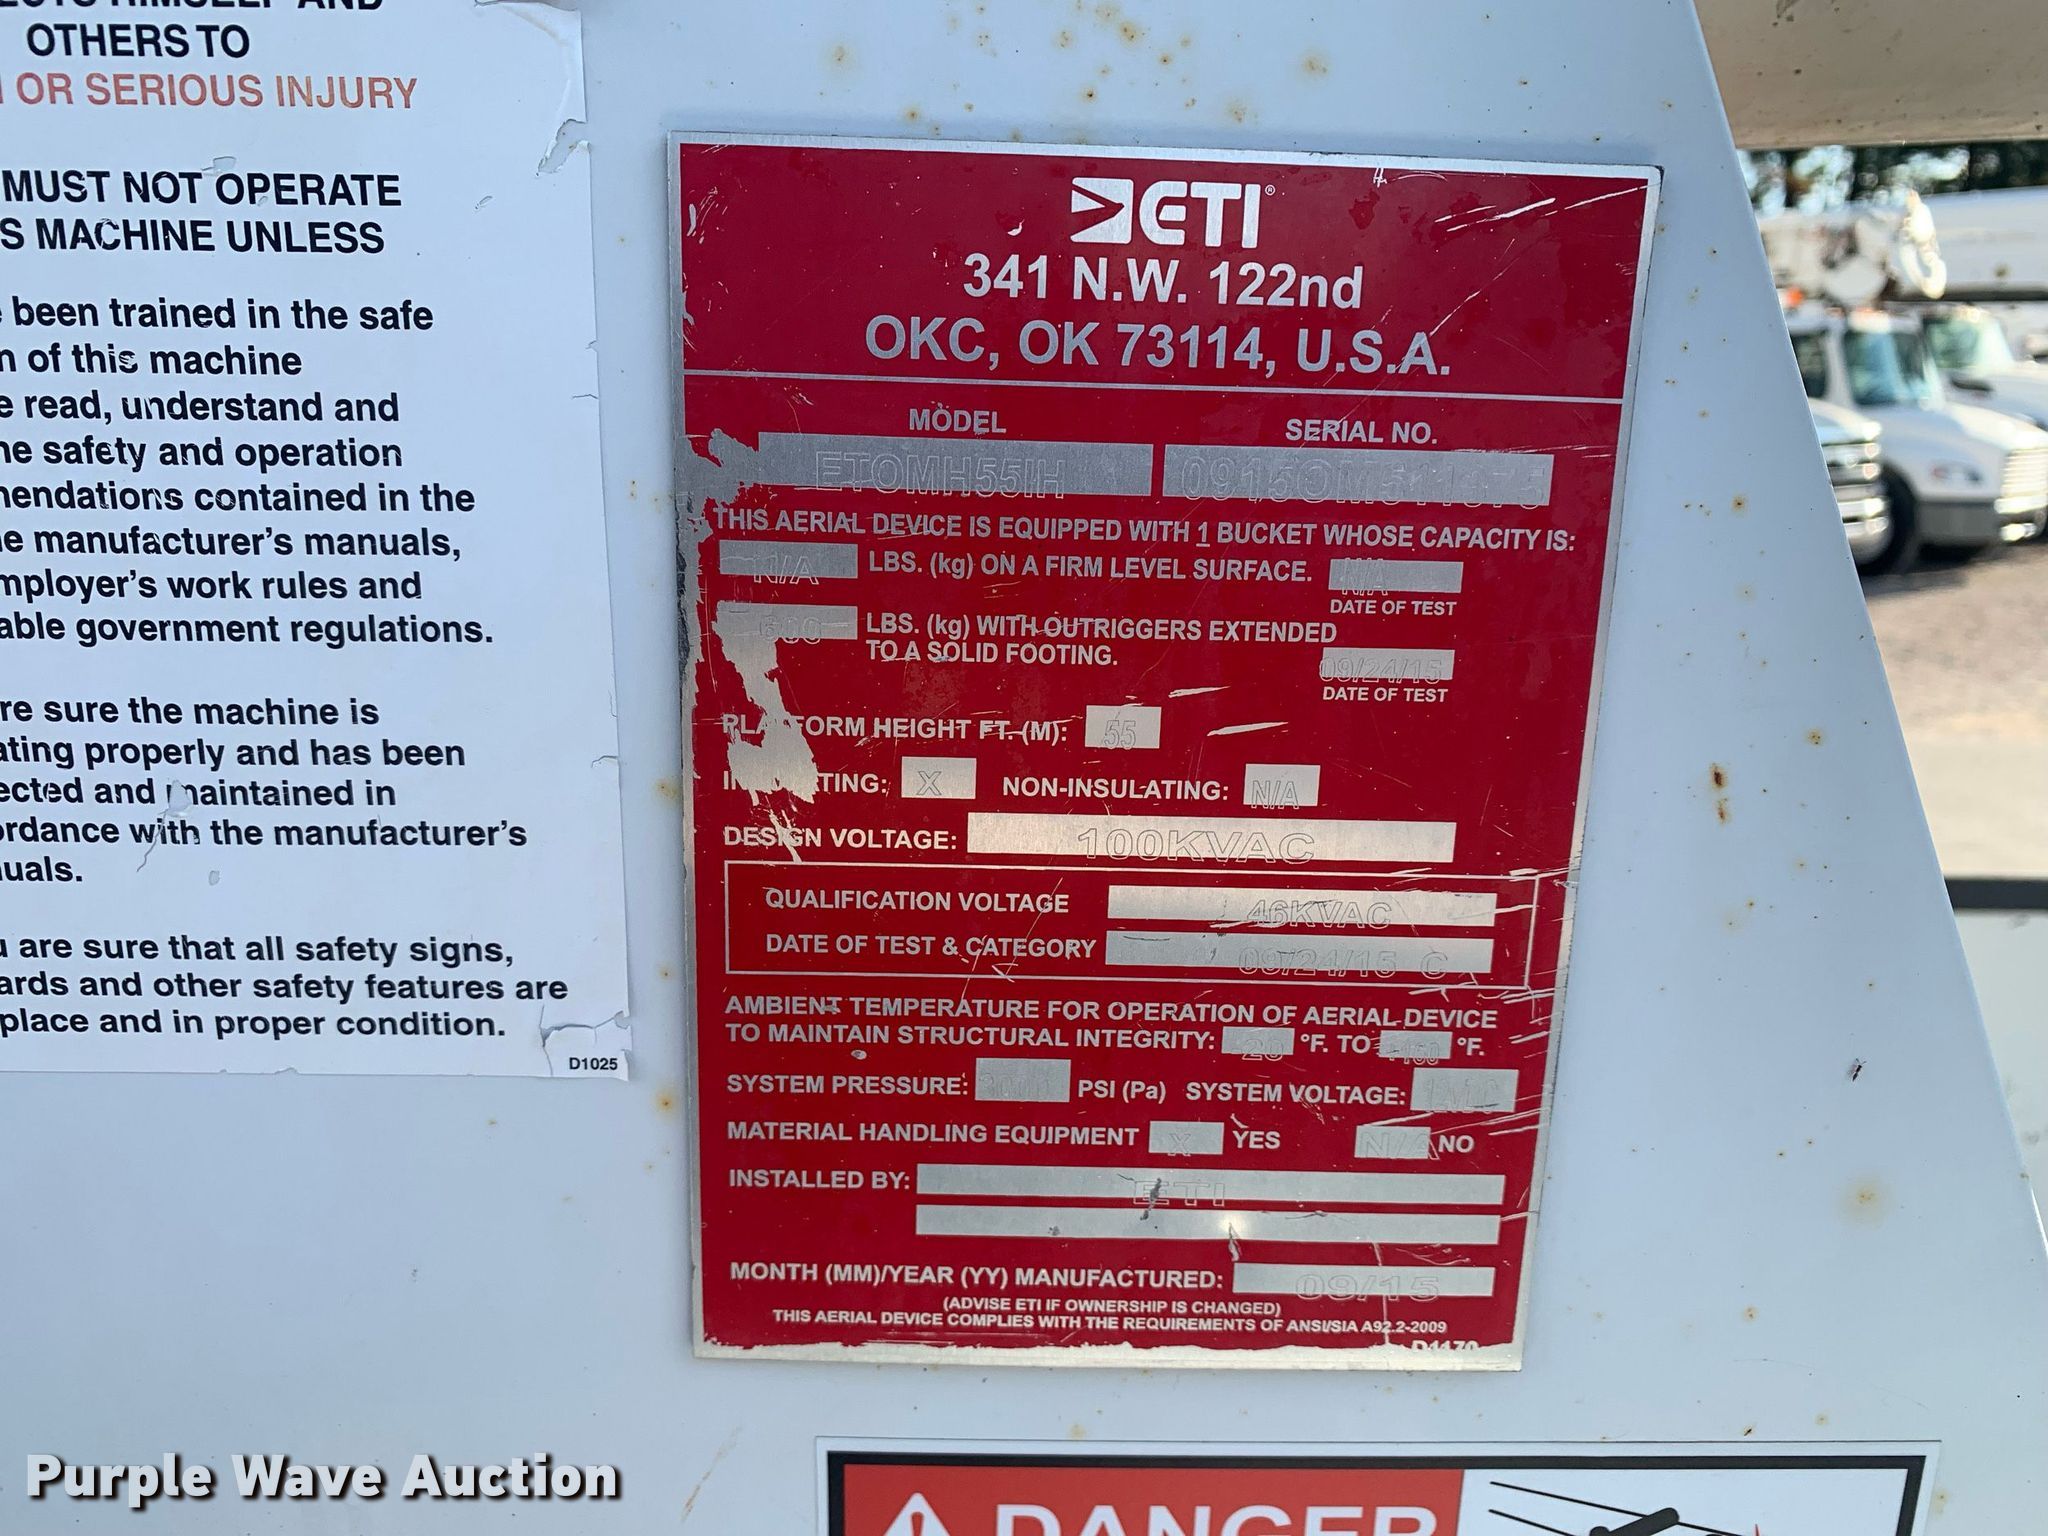 OTHERS TO
OR SERIOUS INJURY
MUST NOT OPERATE
S MACHINE UNLESS
been trained in the safe
n of this machine
e read, understand and
he safety and operation
mendations contained in the
e manufacturer's manuals,
mployer's work rules and
able government regulations.
re sure the machine is
ating properly and has been
ected and maintained in
ordance with the manufacturer's
nuals.
u are sure that all safety signs,
ards and other safety features are
place and in proper condition.
D1025
ETI®
341 N.W. 122nd
OKC, OK 73114, U.S.A.
MODEL SERIAL NO.
ETOMH55IH
THIS AERIAL DEVICE IS EQUIPPED WITH 1 BUCKET WHOSE CAPACITY IS:
N/A LBS. (kg) ON A FIRM LEVEL SURFACE. N/A
DATE OF TEST
600 LBS. (kg) WITH OUTRIGGERS EXTENDED
TO A SOLID FOOTING. 09/24/15
DATE OF TEST
PLATFORM HEIGHT FT. (M): 55
INSULATING: X NON-INSULATING: N/A
DESIGN VOLTAGE: 100KVAC
QUALIFICATION VOLTAGE 46KVAC
DATE OF TEST & CATEGORY 09/24/15 C
AMBIENT TEMPERATURE FOR OPERATION OF AERIAL DEVICE
TO MAINTAIN STRUCTURAL INTEGRITY: °F. TO °F.
SYSTEM PRESSURE: 3000 PSI (Pa) SYSTEM VOLTAGE:
MATERIAL HANDLING EQUIPMENT X YES N/A NO
INSTALLED BY: ETI
MONTH (MM)/YEAR (YY) MANUFACTURED: 09/15
(ADVISE ETI IF OWNERSHIP IS CHANGED)
THIS AERIAL DEVICE COMPLIES WITH THE REQUIREMENTS OF ANSI/SIA A92.2-2009
D1170
DANGER
Purple Wave Auction